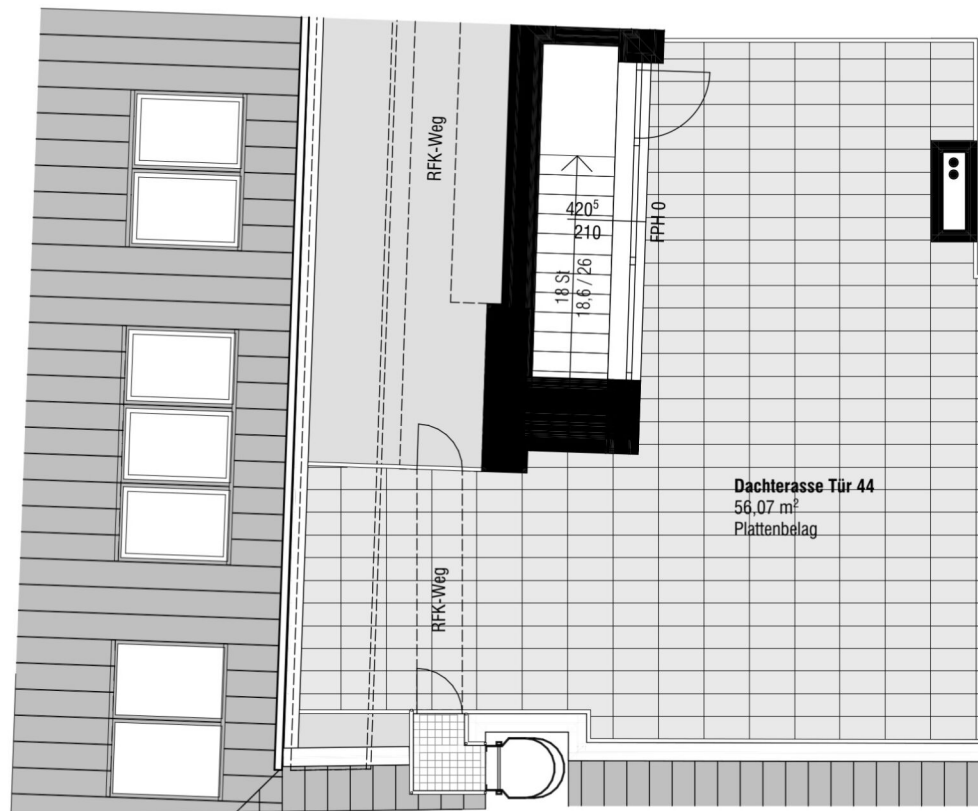 RFK-Weg
420⁵
210
FPH 0
18 St
18,6 / 26
Dachterasse Tür 44
56,07 m²
Plattenbelag
RFK-Weg